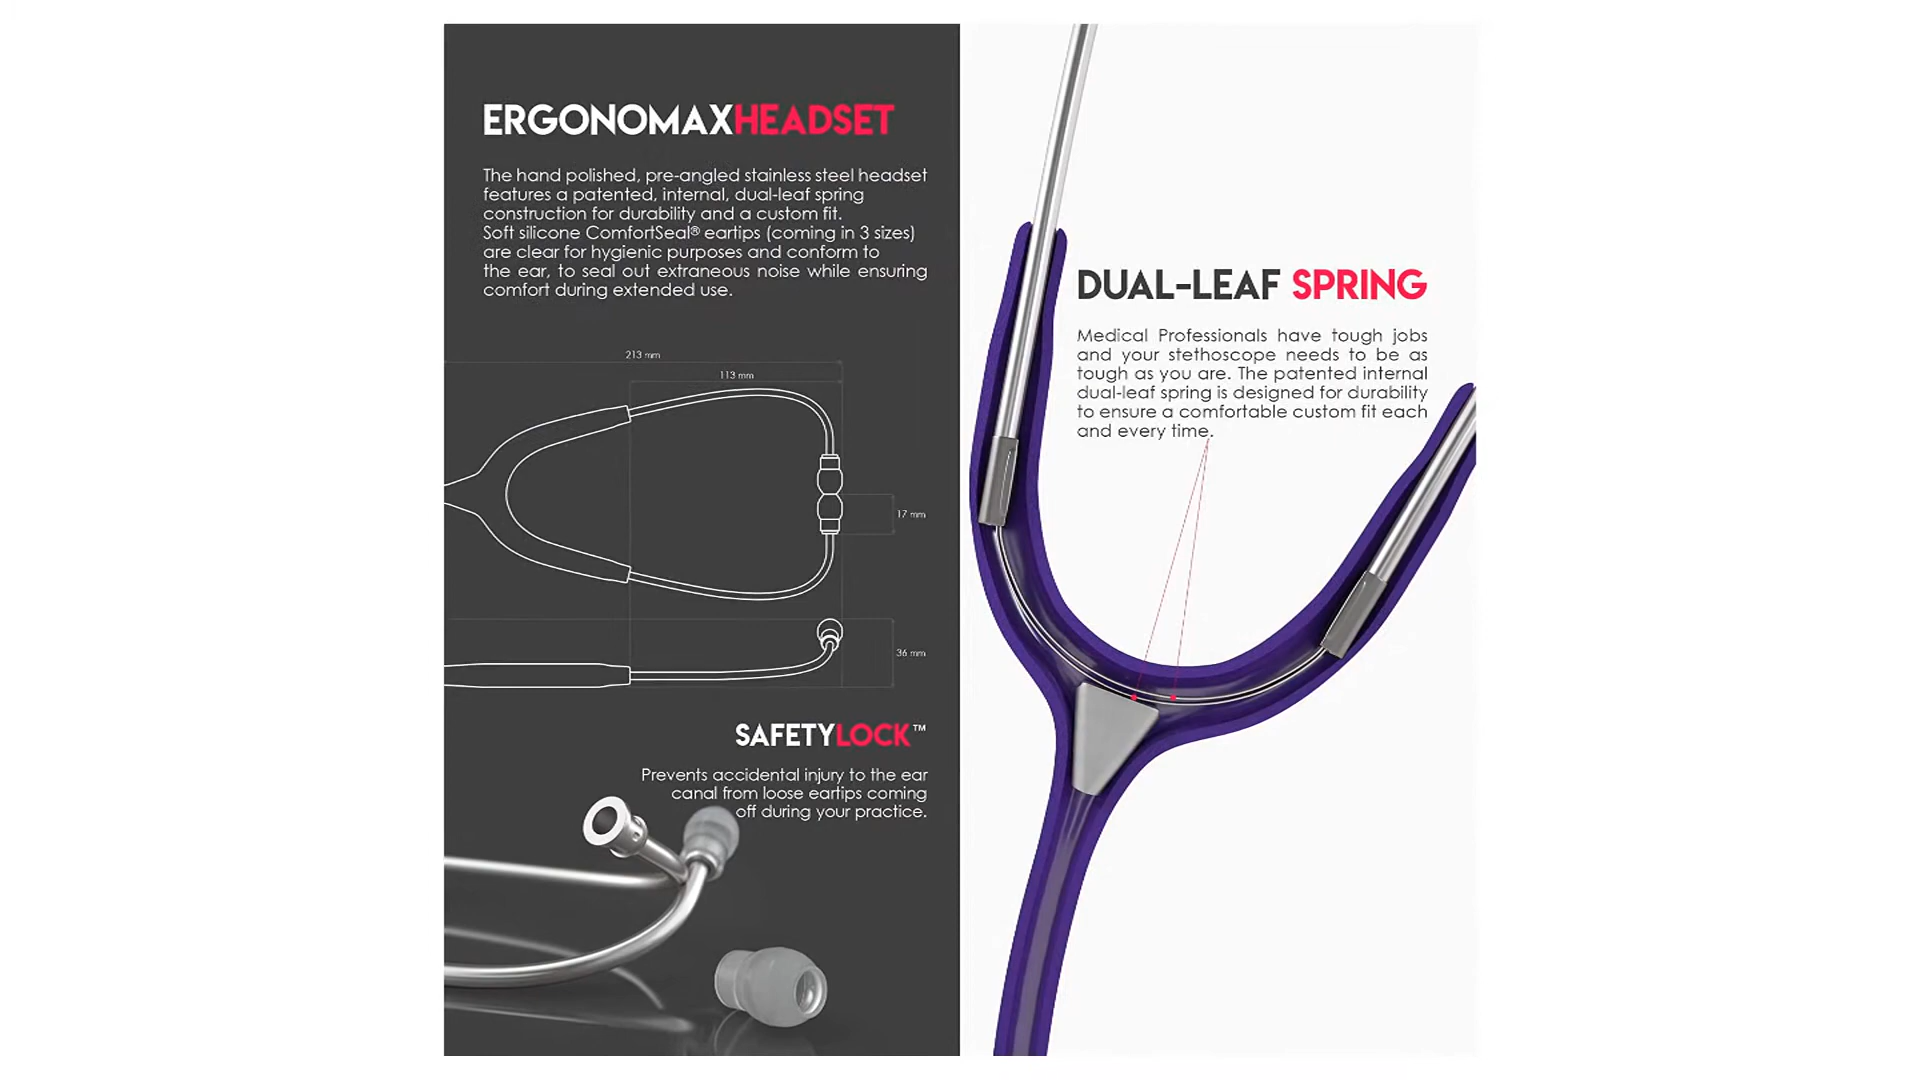 ERGONOMAXHEADSET
The hand polished, pre-angled stainless steel headset
features a patented, internal, dual-leaf spring
construction for durability and a custom fit.
Soft silicone ComfortSeal® eartips (coming in 3 sizes)
are clear for hygienic purposes and conform to
the ear, to seal out extraneous noise while ensuring
comfort during extended use.
213 mm
113 mm
17 mm
36 mm
SAFETYLOCK™
Prevents accidental injury to the ear
canal from loose eartips coming
off during your practice.
DUAL-LEAF SPRING
Medical Professionals have tough jobs
and your stethoscope needs to be as
tough as you are. The patented internal
dual-leaf spring is designed for durability
to ensure a comfortable custom fit each
and every time.